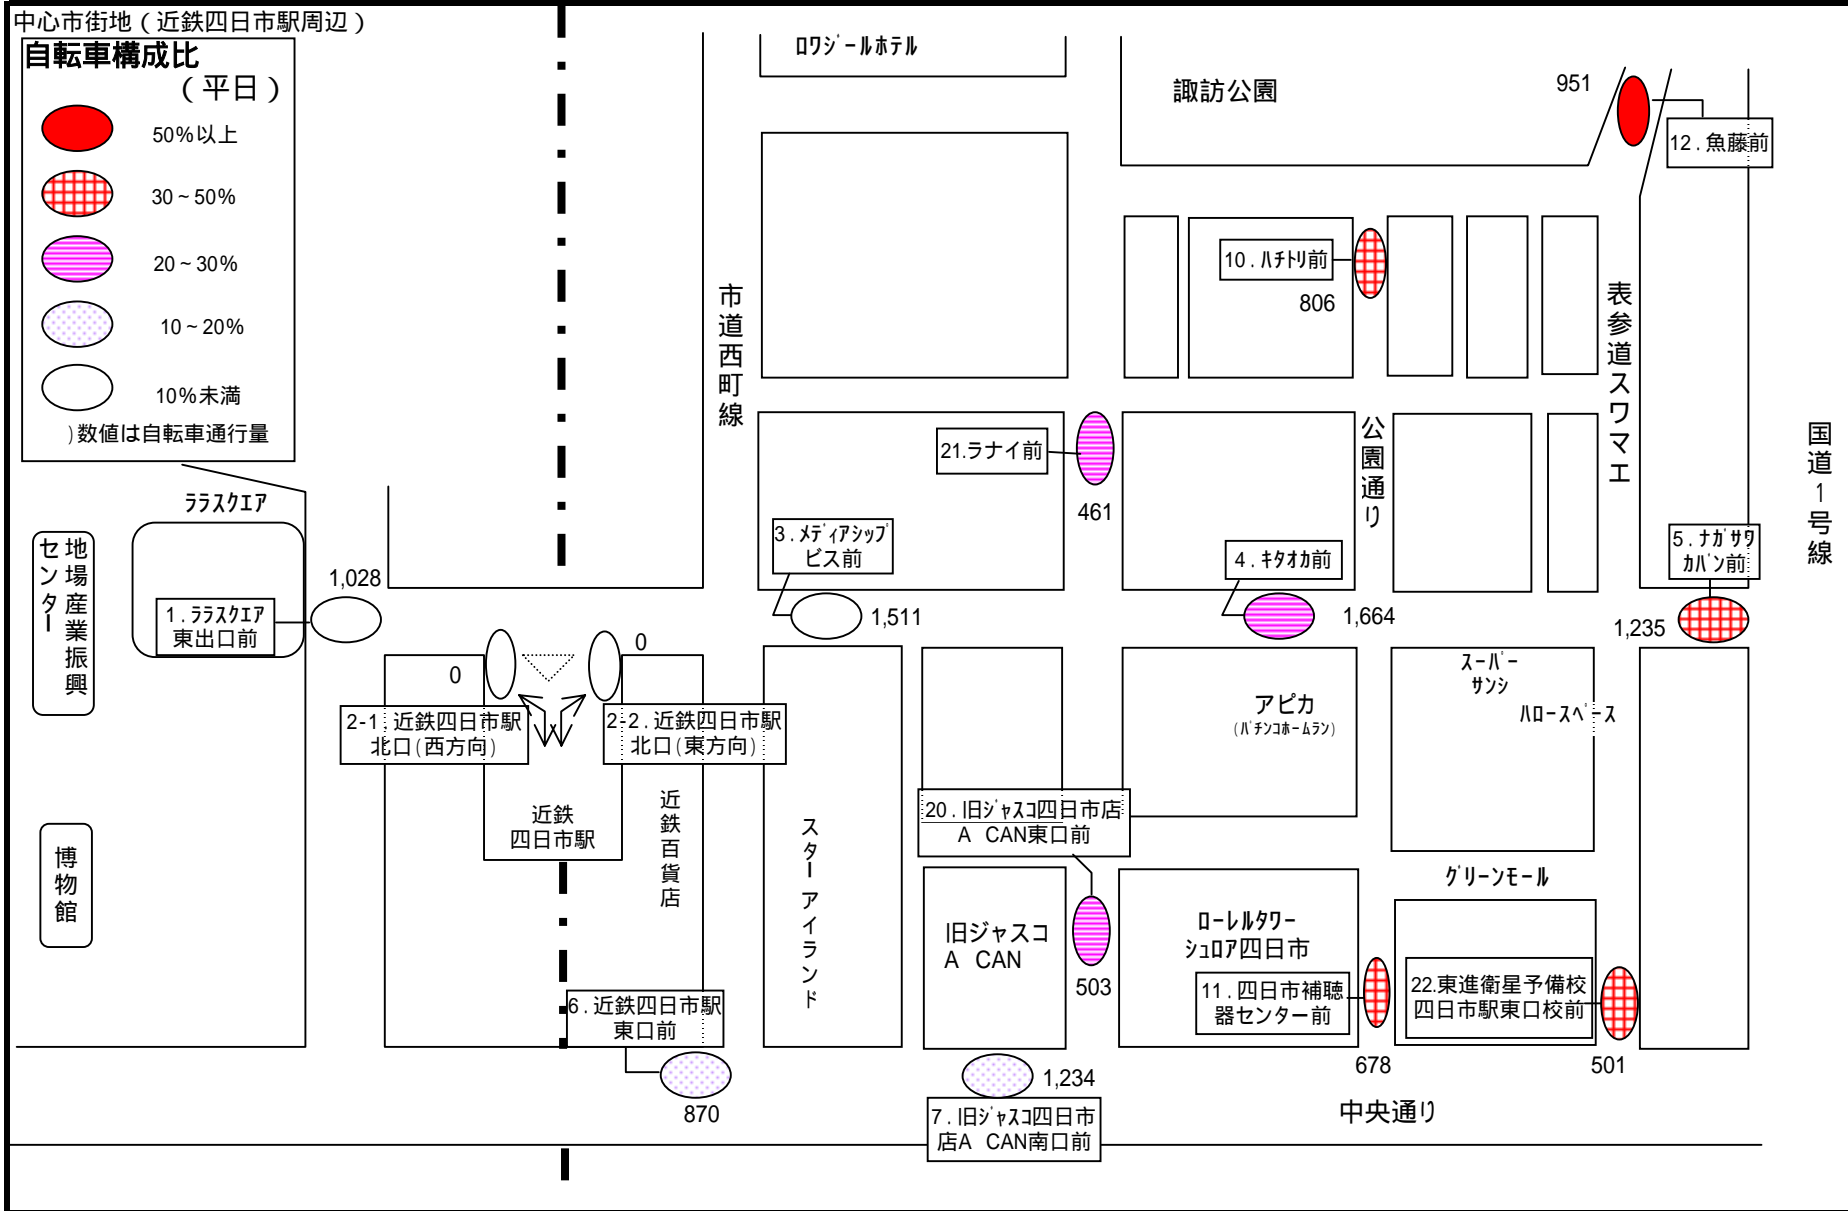 中心市街地（近鉄四日市駅周辺）
自転車構成比
（平日）
50%以上
30～50%
20～30%
10～20%
10%未満
）数値は自転車通行量
ﾛﾜｼﾞｰﾙﾎﾃﾙ
諏訪公園
951
12．魚藤前
10．ﾊﾁﾄﾘ前
806
市道西町線
表参道スワマエ
公園通り
国道1号線
21.ラナイ前
461
ﾗﾗｽｸｴｱ
地場産業振興
センター
1．ﾗﾗｽｸｴｱ
東出口前
1,028
3．ﾒﾃﾞｨｱｼｯﾌﾟ
ビス前
1,511
4．ｷﾀｵｶ前
1,664
5．ﾅｶﾞｻﾜ
ｶﾊﾞﾝ前
1,235
0
0
2-1．近鉄四日市駅
北口(西方向)
2-2．近鉄四日市駅
北口(東方向)
近鉄
四日市駅
近鉄百貨店
スターアイランド
アピカ
(ﾊﾟﾁﾝｺﾎｰﾑﾗﾝ)
ｽｰﾊﾟｰ
ｻﾝｼ
ﾊﾛｰｽﾍﾟｰｽ
20．旧ｼﾞｬｽｺ四日市店
A　CAN東口前
503
博物館
旧ジャスコ
A　CAN
ﾛｰﾚﾙﾀﾜｰ
ｼｭﾛｱ四日市
ｸﾞﾘｰﾝﾓｰﾙ
11．四日市補聴
器センター前
678
22.東進衛星予備校
四日市駅東口校前
501
6．近鉄四日市駅
東口前
870
1,234
7．旧ｼﾞｬｽｺ四日市
店A　CAN南口前
中央通り